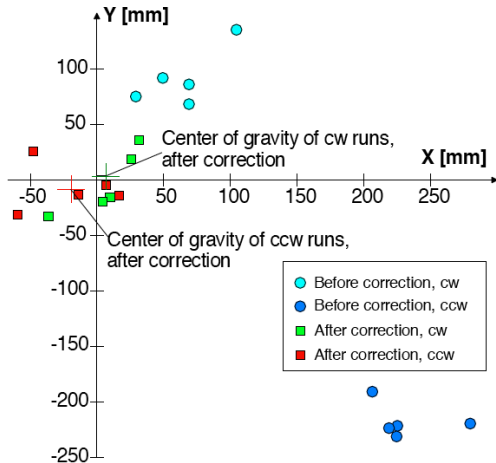 Y [mm]
100
50
Center of gravity of cw runs,
after correction
X [mm]
-50
50
100
150
200
250
-50
Center of gravity of ccw runs,
after correction
-100
-150
-200
-250
Before correction, cw
Before correction, ccw
After correction, cw
After correction, ccw